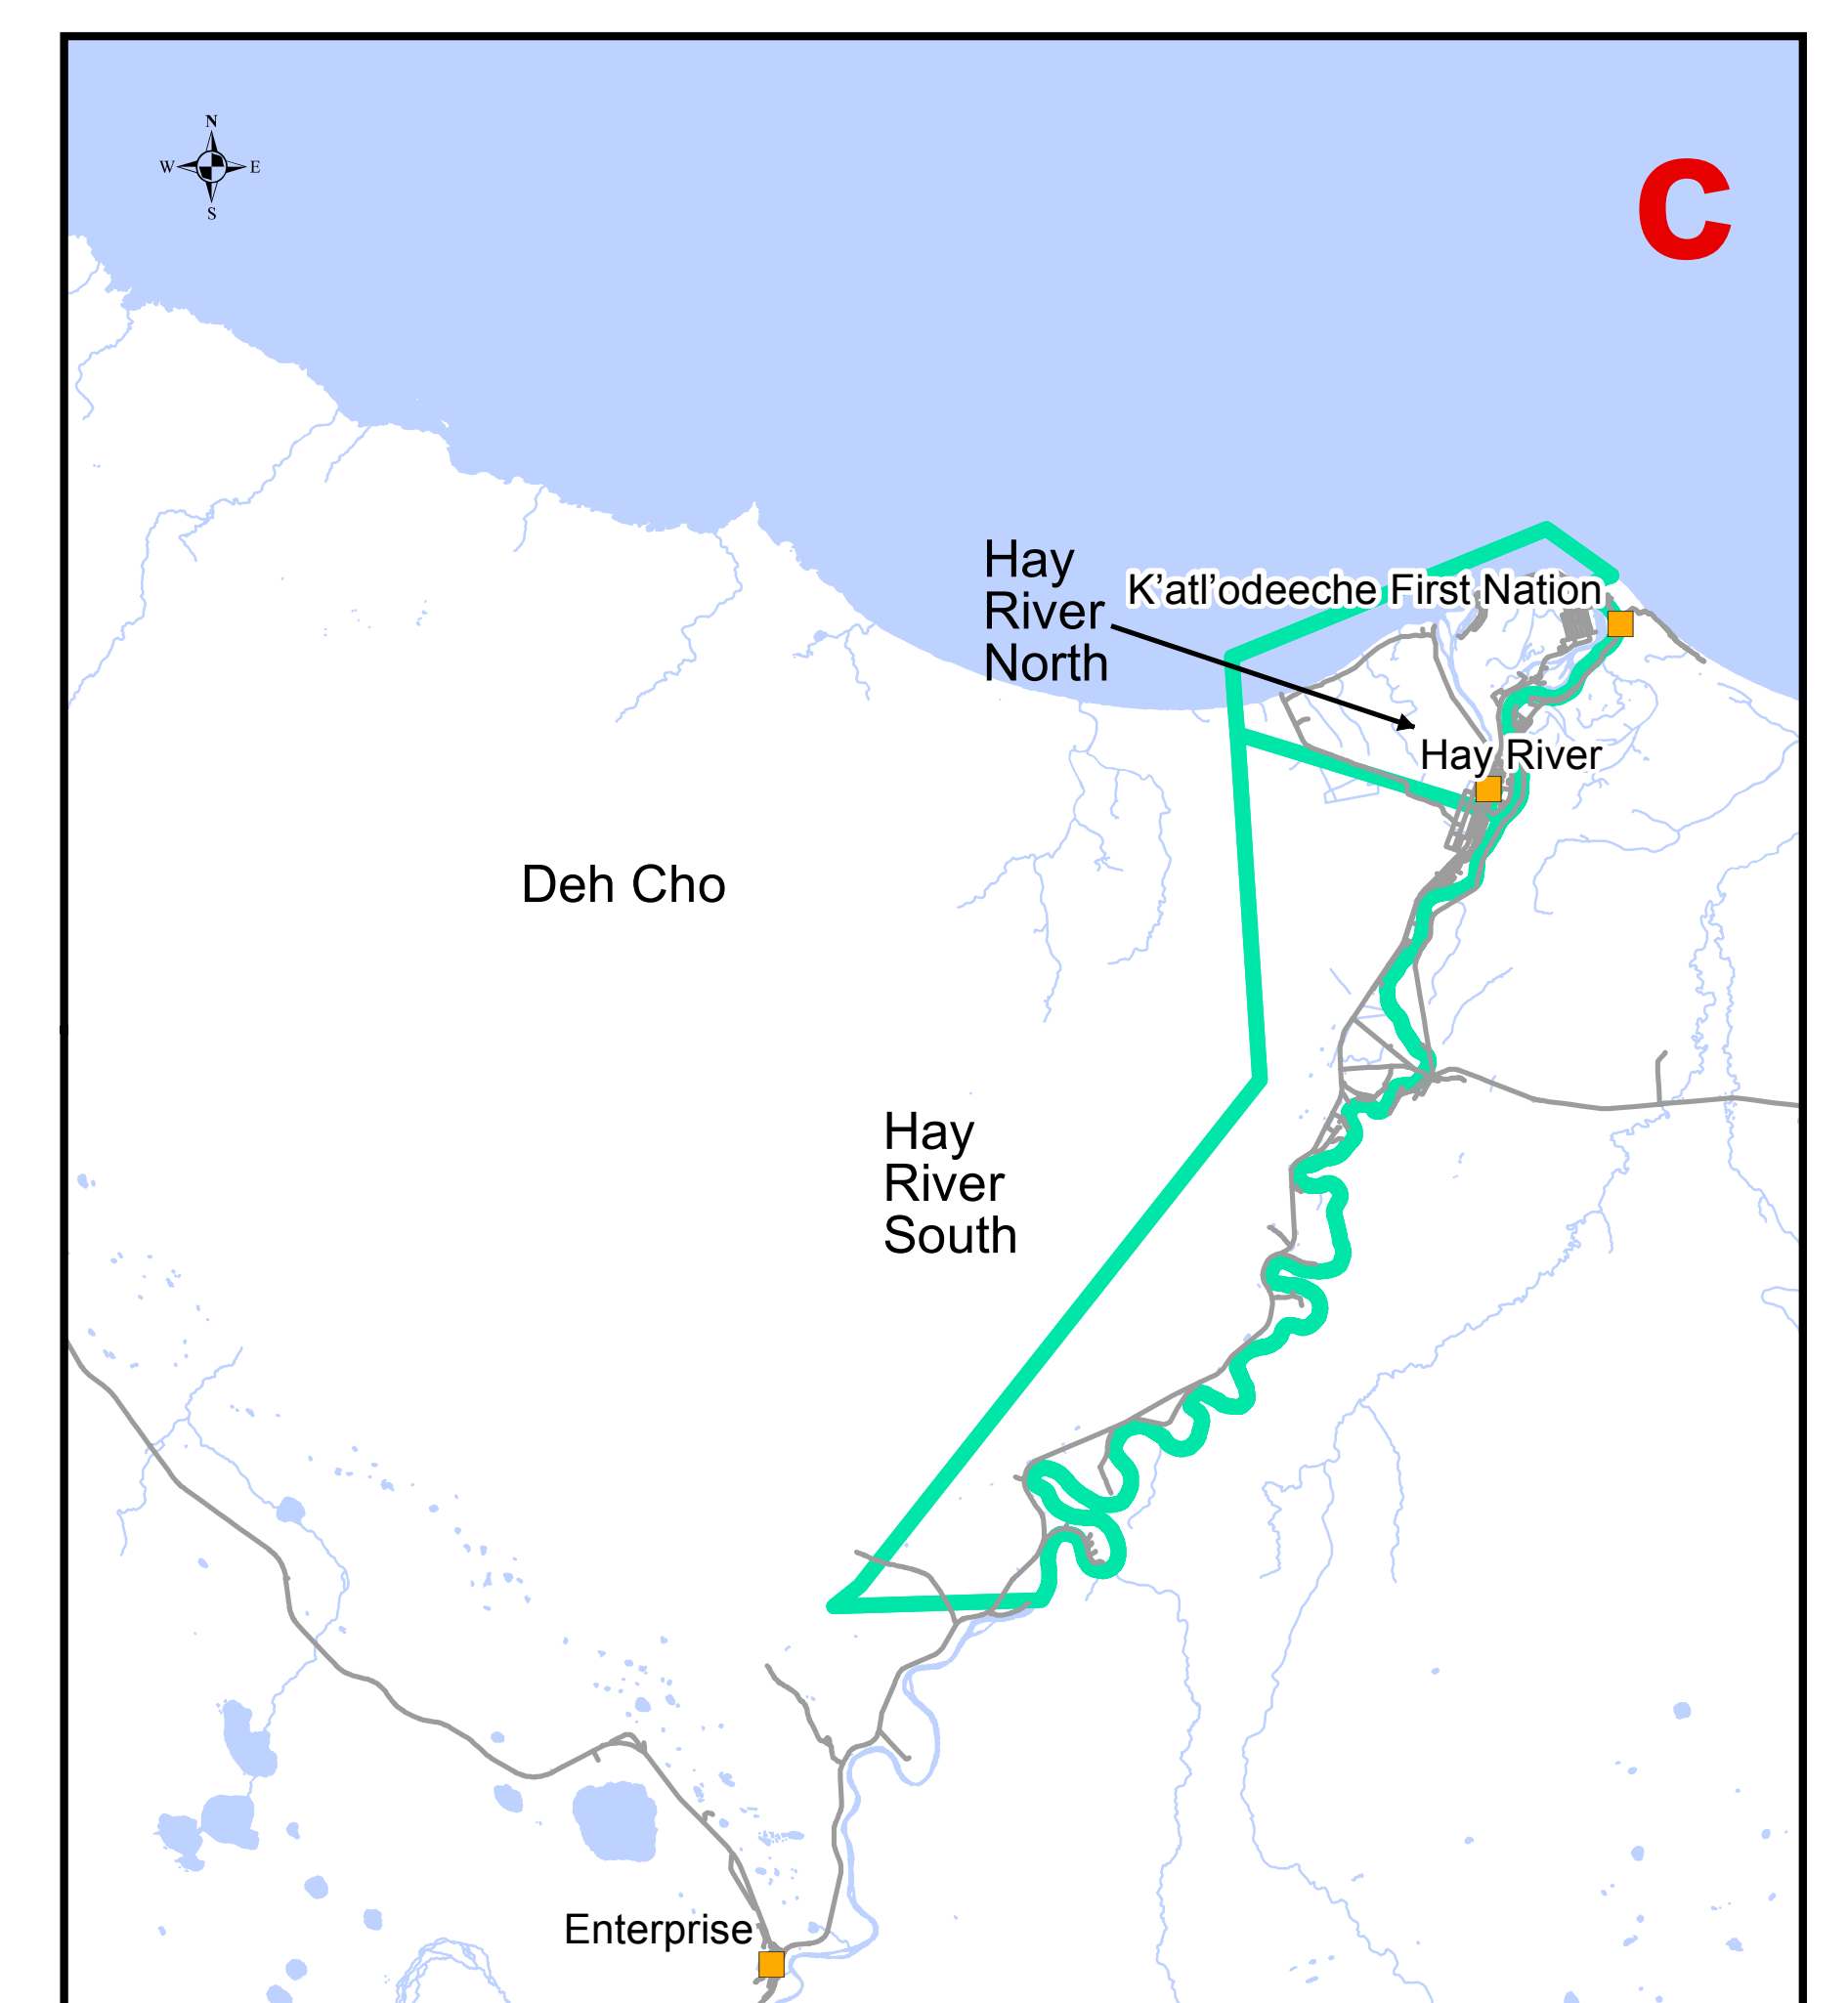 N
W E
S
C
Hay
River
North
K'atl'odeeche First Nation
Hay River
Deh Cho
Hay
River
South
Enterprise